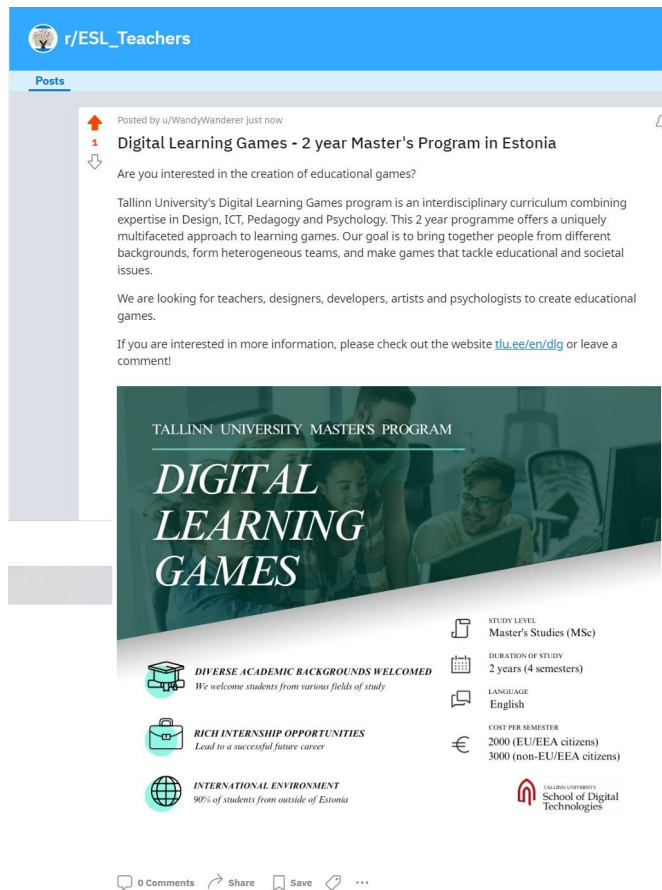 r/ESL_Teachers
Posts
Posted by u/WandyWanderer just now
1
Digital Learning Games - 2 year Master's Program in Estonia
Are you interested in the creation of educational games?
Tallinn University's Digital Learning Games program is an interdisciplinary curriculum combining
expertise in Design, ICT, Pedagogy and Psychology. This 2 year programme offers a uniquely
multifaceted approach to learning games. Our goal is to bring together people from different
backgrounds, form heterogeneous teams, and make games that tackle educational and societal
issues.
We are looking for teachers, designers, developers, artists and psychologists to create educational
games.
If you are interested in more information, please check out the website tlu.ee/en/dlg or leave a
comment!
TALLINN UNIVERSITY MASTER'S PROGRAM
DIGITAL
LEARNING
GAMES
DIVERSE ACADEMIC BACKGROUNDS WELCOMED
We welcome students from various fields of study
RICH INTERNSHIP OPPORTUNITIES
Lead to a successful future career
INTERNATIONAL ENVIRONMENT
90% of students from outside of Estonia
STUDY LEVEL
Master's Studies (MSc)
DURATION OF STUDY
2 years (4 semesters)
LANGUAGE
English
COST PER SEMESTER
2000 (EU/EEA citizens)
3000 (non-EU/EEA citizens)
TALLINN UNIVERSITY
School of Digital
Technologies
0 Comments Share Save